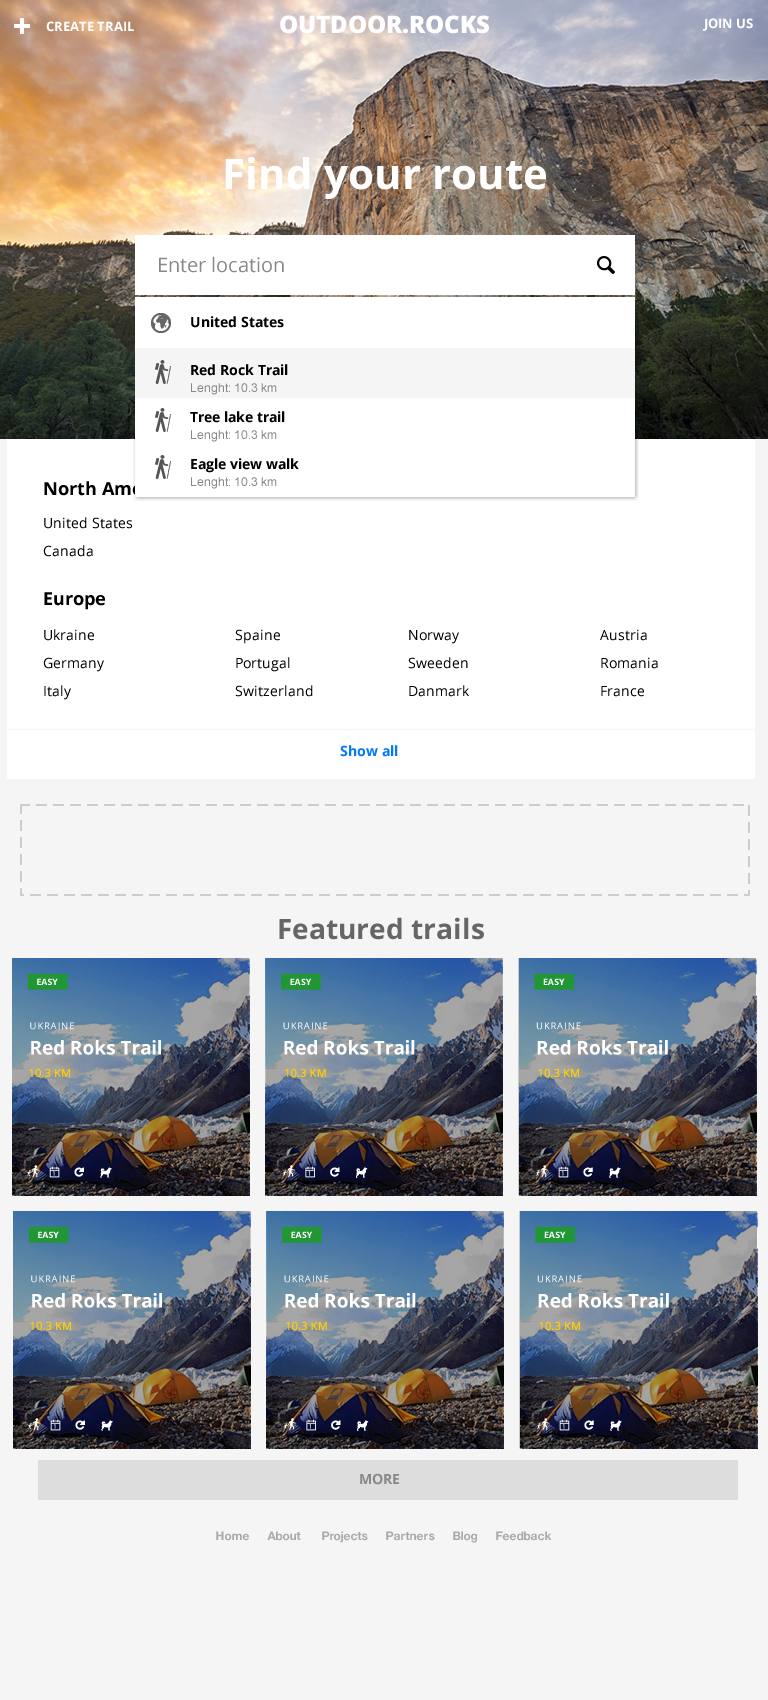 CREATE TRAIL
OUTDOOR.ROCKS
JOIN US
Find your route
Enter location
United States
Red Rock Trail
Lenght: 10.3 km
Tree lake trail
Lenght: 10.3 km
Eagle view walk
Lenght: 10.3 km
North Am
United States
Canada
Europe
Ukraine Spaine Norway Austria
Germany Portugal Sweeden Romania
Italy Switzerland Danmark France
Show all
Featured trails
EASY
UKRAINE
Red Roks Trail
10.3 KM
EASY
UKRAINE
Red Roks Trail
10.3 KM
EASY
UKRAINE
Red Roks Trail
10.3 KM
EASY
UKRAINE
Red Roks Trail
10.3 KM
EASY
UKRAINE
Red Roks Trail
10.3 KM
EASY
UKRAINE
Red Roks Trail
10.3 KM
MORE
Home About Projects Partners Blog Feedback